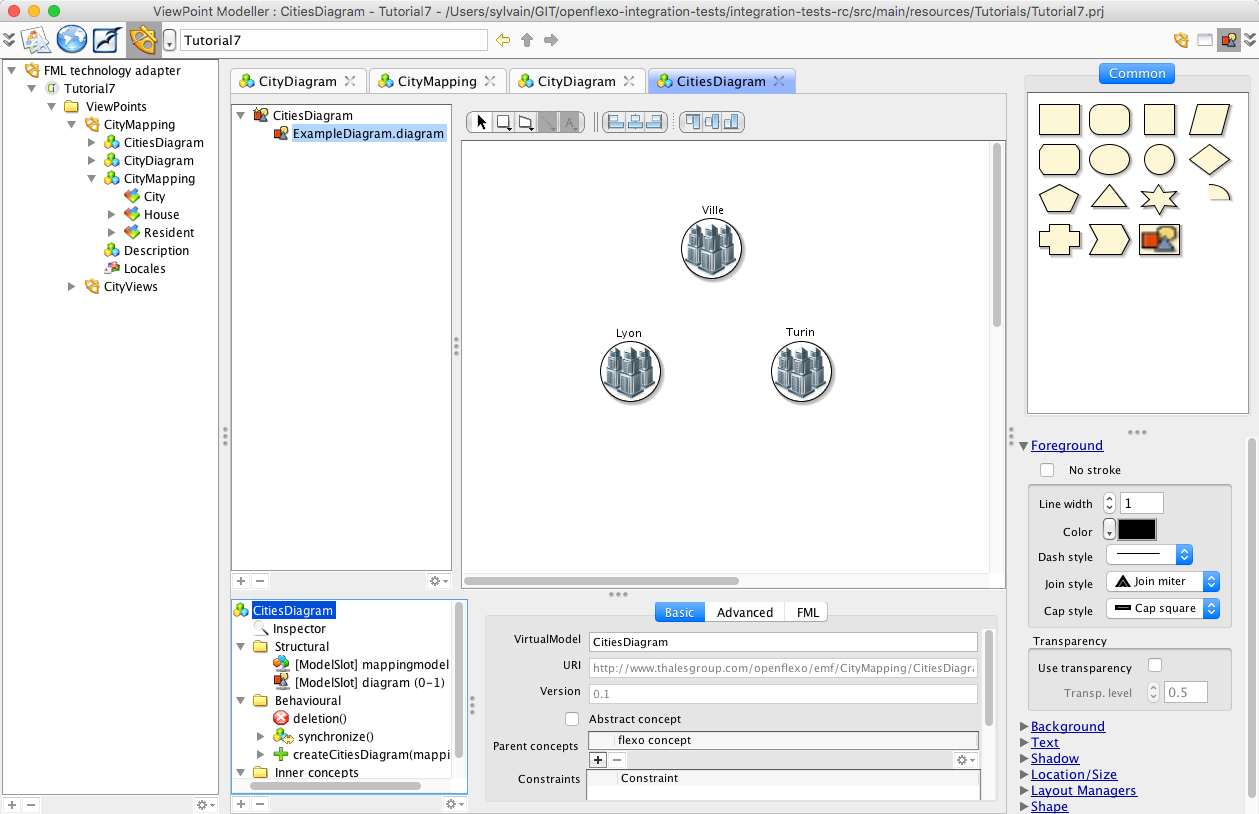 ViewPoint Modeller : CitiesDiagram - Tutorial7 - /Users/sylvain/GIT/openflexo-integration-tests/integration-tests-rc/src/main/resources/Tutorials/Tutorial7.prj
Tutorial7
FML technology adapter
Tutorial7
ViewPoints
CityMapping
CitiesDiagram
CityDiagram
CityMapping
City
House
Resident
Description
Locales
CityViews
CityDiagram
CityMapping
CityDiagram
CitiesDiagram
CitiesDiagram
ExampleDiagram.diagram
A
Ville
Lyon
Turin
CitiesDiagram
Inspector
Structural
[ModelSlot] mappingmodel
[ModelSlot] diagram (0-1)
Behavioural
deletion()
synchronize()
createCitiesDiagram(mappi
Inner concepts
Basic
Advanced
FML
VirtualModel
CitiesDiagram
URI
http://www.thalesgroup.com/openflexo/emf/CityMapping/CitiesDiagra
Version
0.1
Abstract concept
Parent concepts
flexo concept
Constraints
Constraint
Common
Foreground
No stroke
Line width
1
Color
Dash style
Join style
Join miter
Cap style
Cap square
Transparency
Use transparency
Transp. level
0.5
Background
Text
Shadow
Location/Size
Layout Managers
Shape